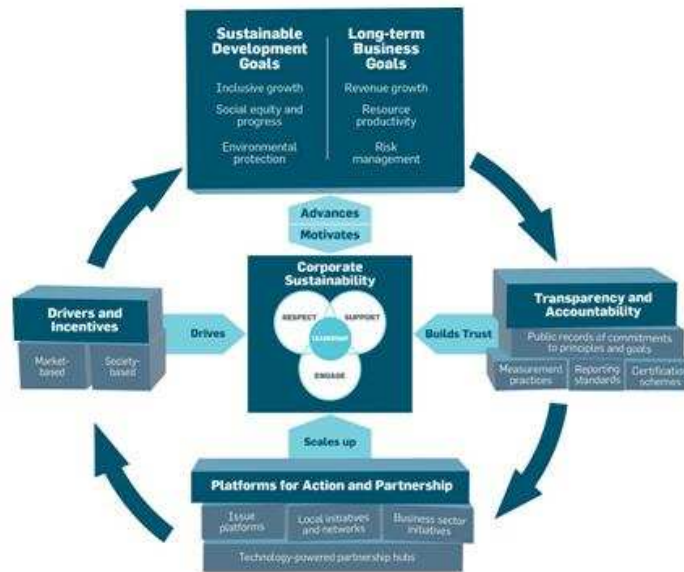 Sustainable
Development
Goals
Inclusive growth
Social equity and
progress
Environmental
protection
Long-term
Business
Goals
Revenue growth
Resource
productivity
Risk
management
Advances
Motivates
Corporate
Sustainability
RESPECT
SUPPORT
LEADERSHIP
ENGAGE
Drivers and
Incentives
Market-
based
Society-
based
Drives
Builds Trust
Transparency and
Accountability
Public records of commitments
to principles and goals
Measurement
practices
Reporting
standards
Certification
schemes
Scales up
Platforms for Action and Partnership
Issue
platforms
Local initiatives
and networks
Business sector
initiatives
Technology-powered partnership hubs